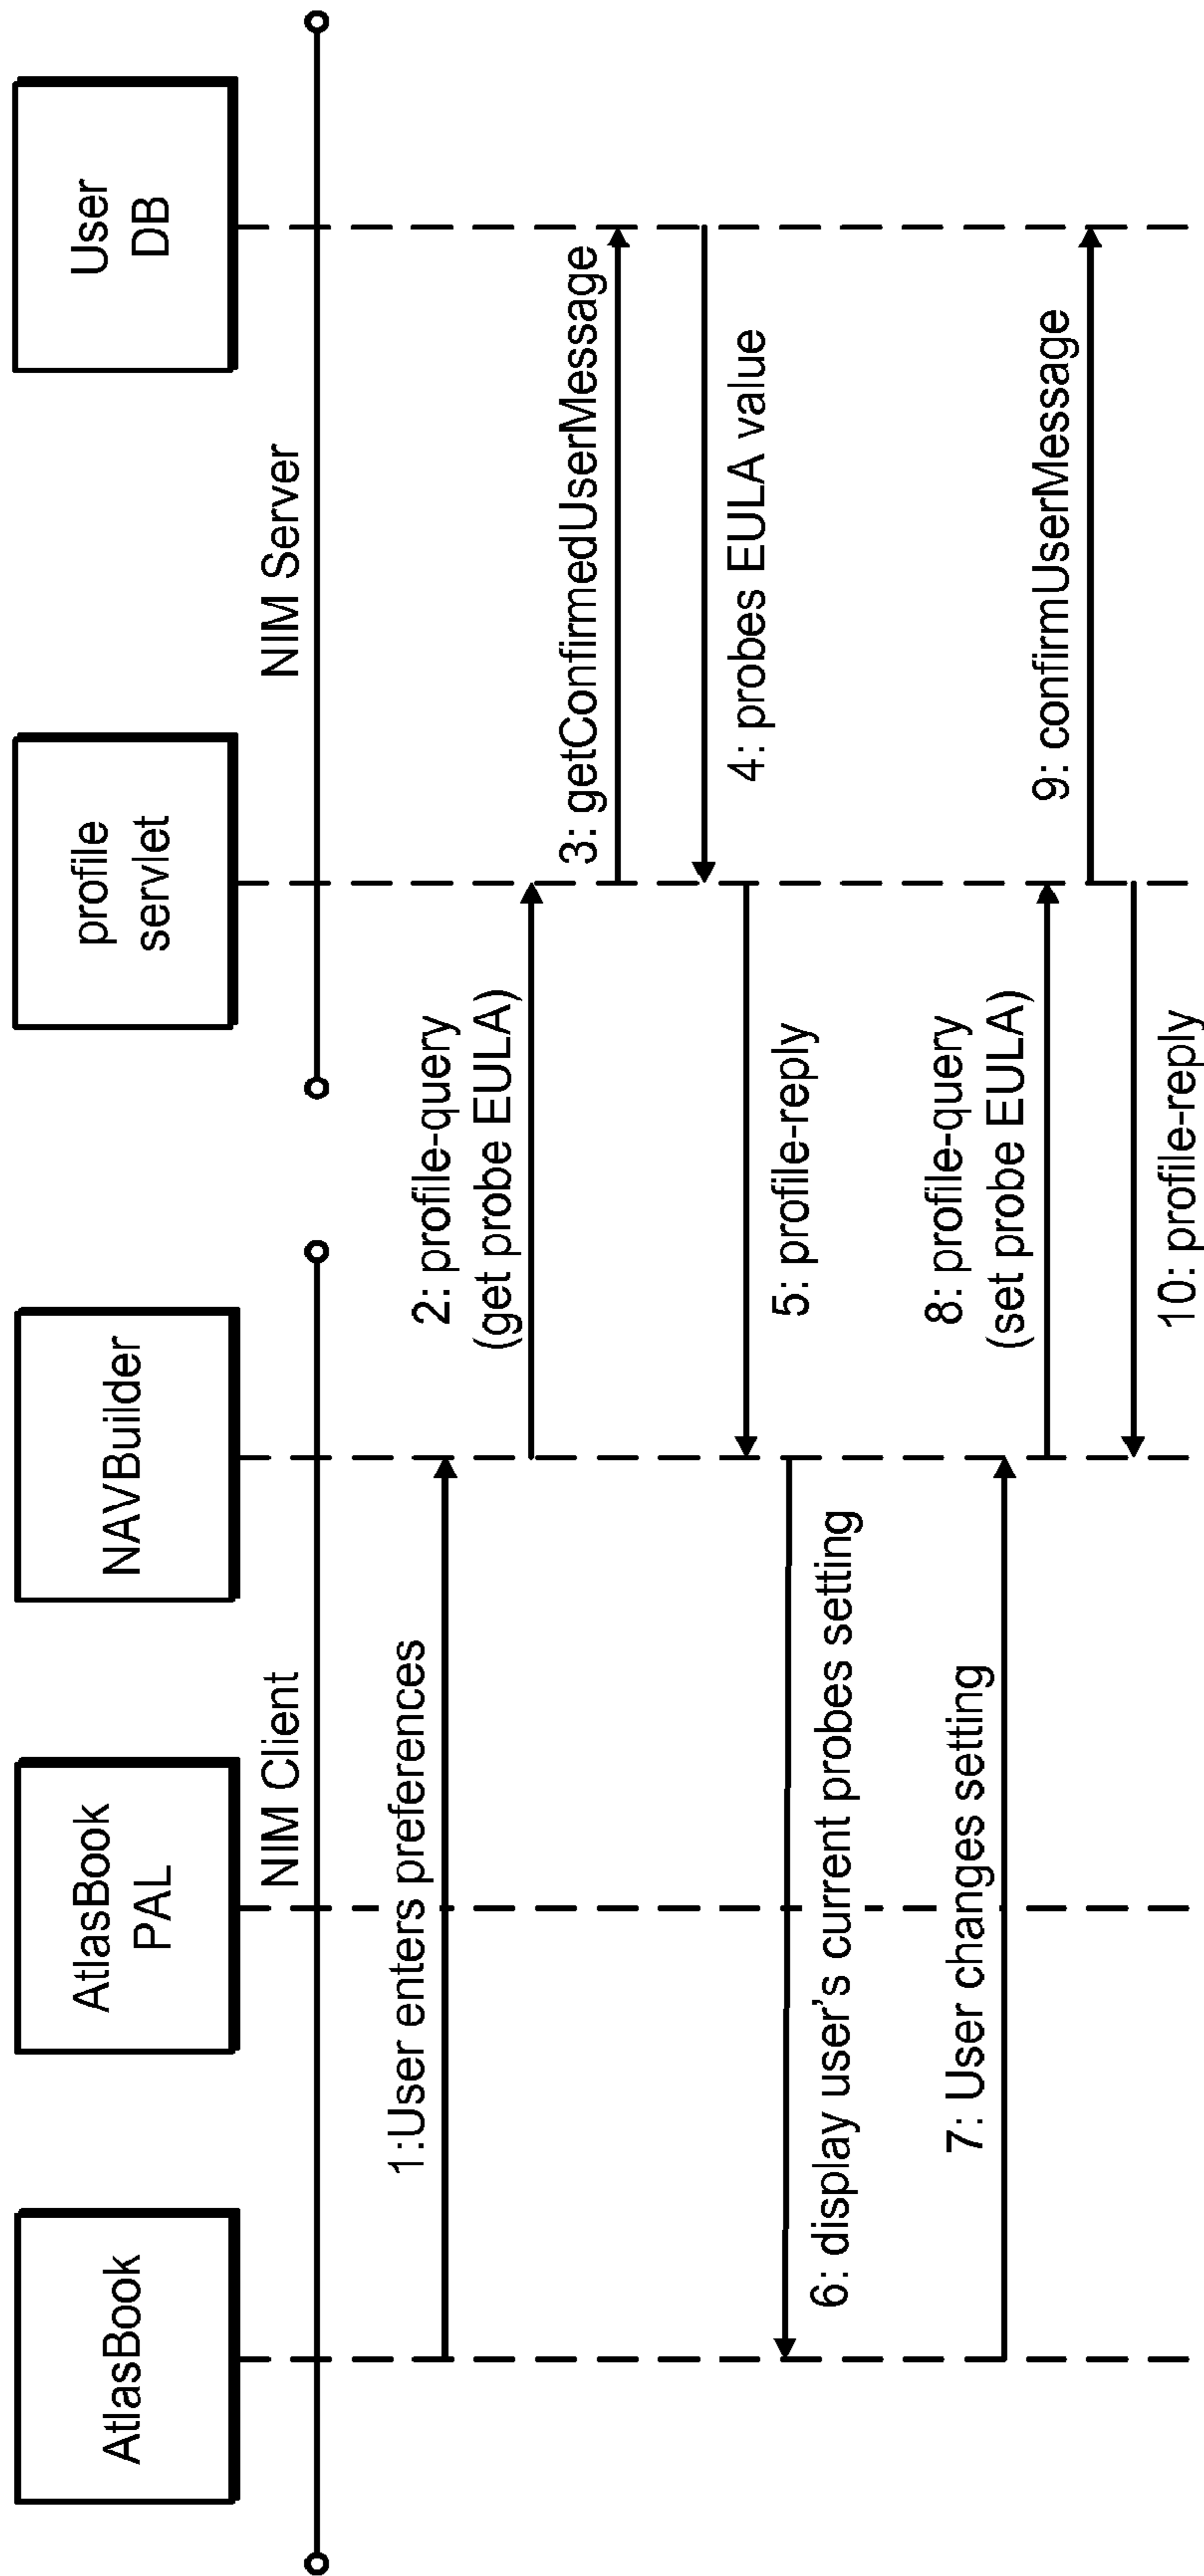 AtlasBook
AtlasBook
PAL
NAVBuilder
profile
servlet
User
DB
NIM Client
NIM Server
1:User enters preferences
2: profile-query
(get probe EULA)
3: getConfirmedUserMessage
4: probes EULA value
5: profile-reply
6: display user's current probes setting
7: User changes setting
8: profile-query
(set probe EULA)
9: confirmUserMessage
10: profile-reply